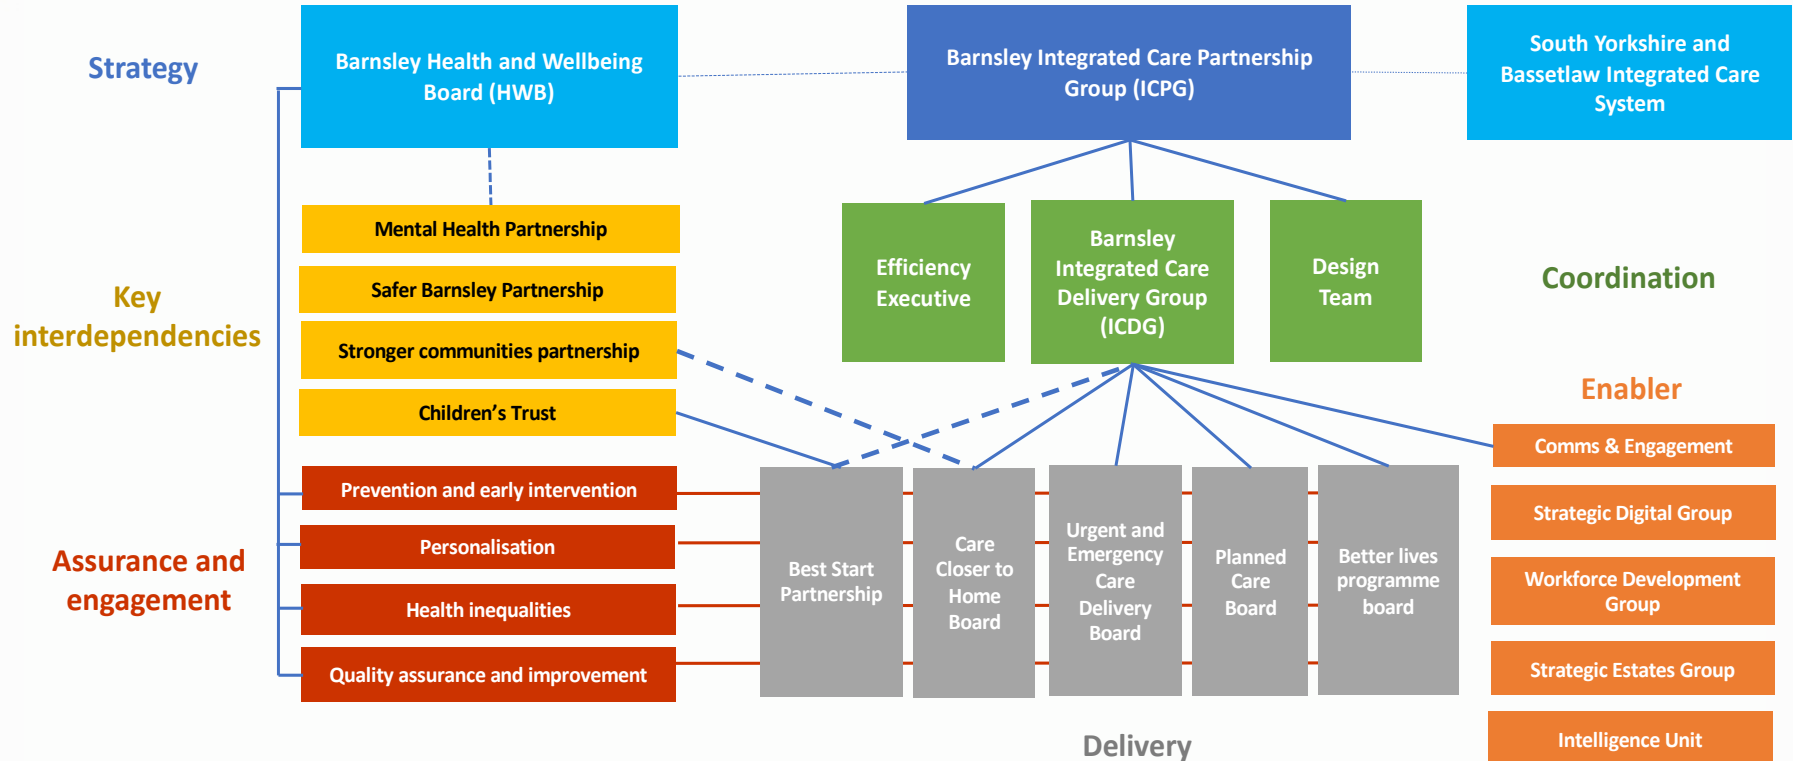 Strategy
Barnsley Health and Wellbeing
Board (HWB)
Barnsley Integrated Care Partnership
Group (ICPG)
South Yorkshire and
Bassetlaw Integrated Care
System
Key
interdependencies
Mental Health Partnership
Safer Barnsley Partnership
Stronger communities partnership
Children’s Trust
Efficiency
Executive
Barnsley
Integrated Care
Delivery Group
(ICDG)
Design
Team
Coordination
Enabler
Comms & Engagement
Strategic Digital Group
Workforce Development
Group
Strategic Estates Group
Intelligence Unit
Assurance and
engagement
Prevention and early intervention
Personalisation
Health inequalities
Quality assurance and improvement
Best Start
Partnership
Care
Closer to
Home
Board
Urgent and
Emergency
Care
Delivery
Board
Planned
Care
Board
Better lives
programme
board
Delivery